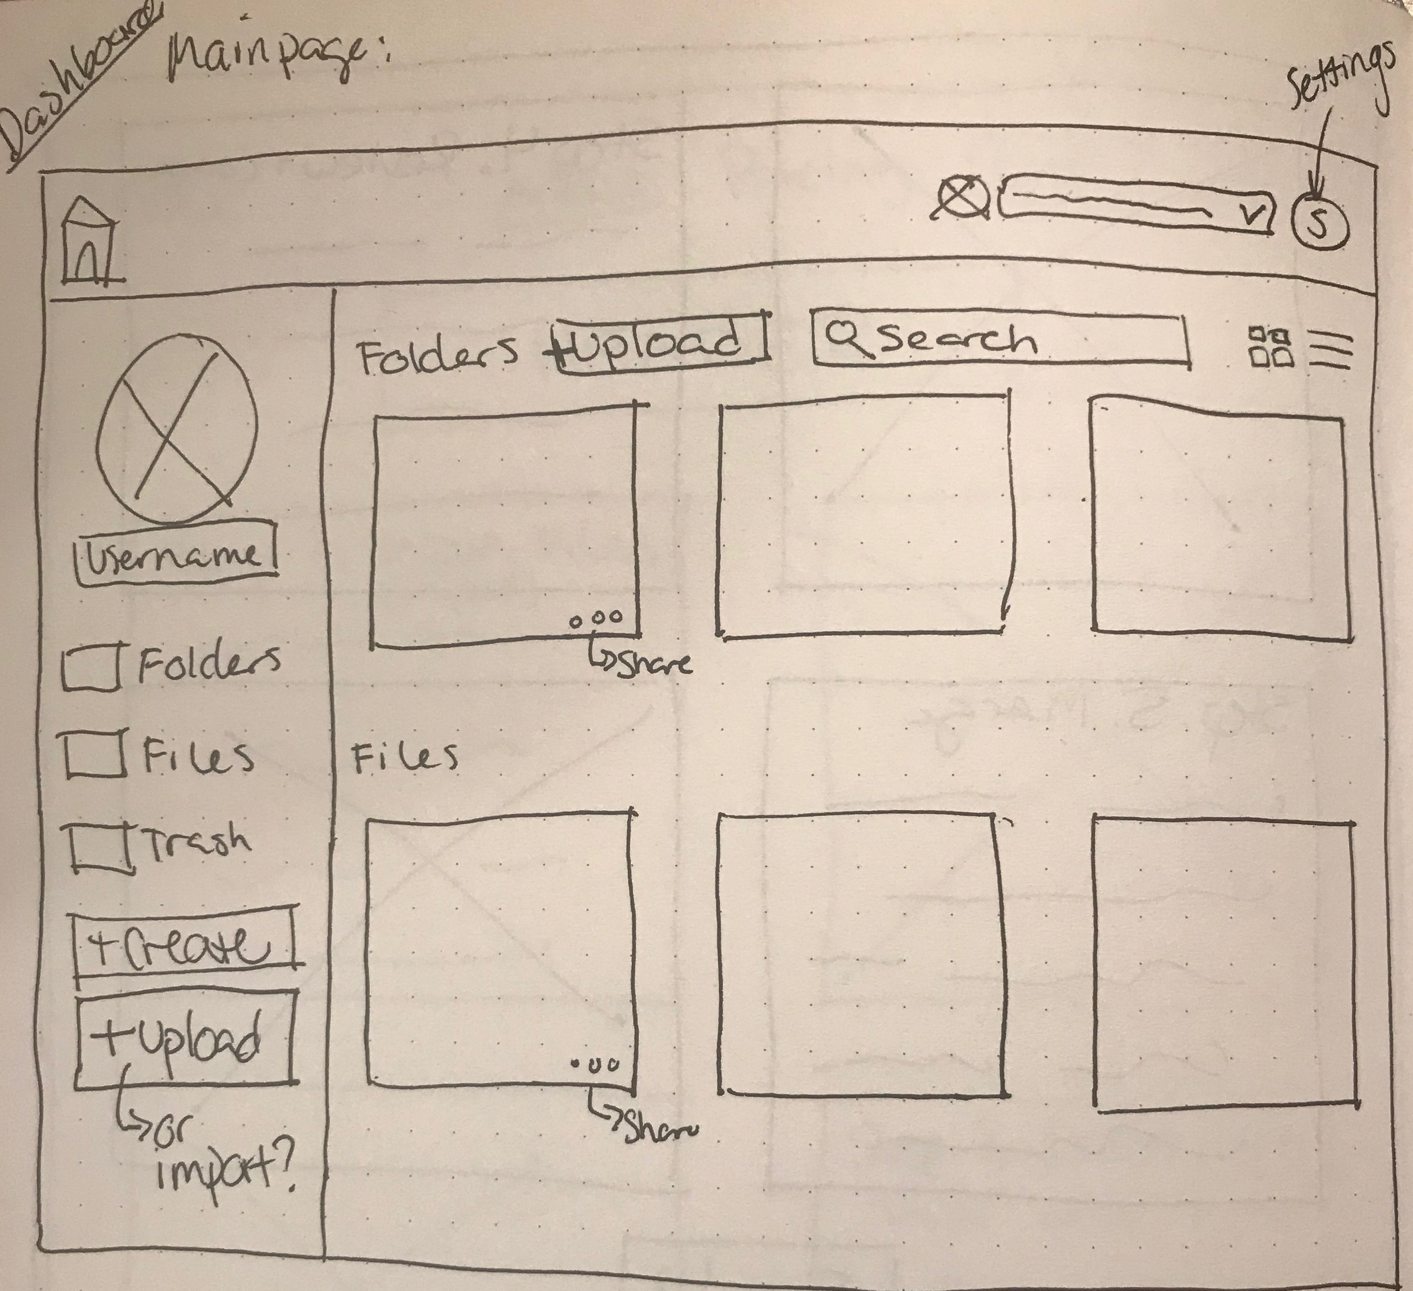 Dashboard
Mainpage:
Settings
S
Folders
+Upload
Search
Username
Folders
Files
Trash
+Create
+Upload
or
import?
Share
Files
Share